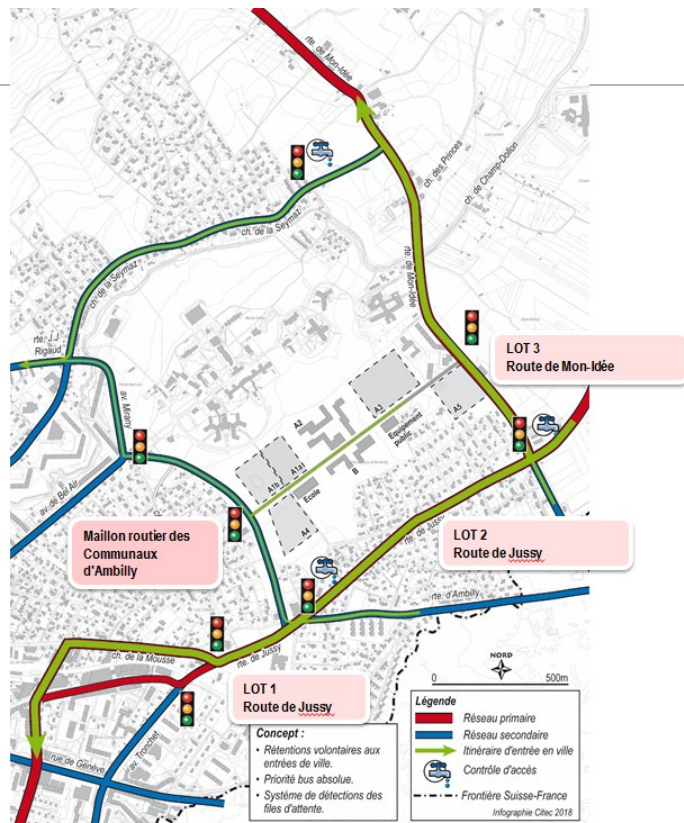 rte. de Mon-Idée
ch. des Princes
ch. de Champ-Dollon
ch. de la Seymaz
ch. de la Seymaz
rte. de Mon-Idée
rte. J.J.
Rigaud
LOT 3
Route de Mon-Idée
av. Mirany
A3
A5
A2
Equipement
public
B
A1a
A1b
Ecole
A4
av. de Bel Air
Maillon routier des
Communaux
d'Ambilly
rte. de Jussy
LOT 2
Route de Jussy
rte. d'Ambilly
ch. de la Mousse
rte. de Jussy
LOT 1
Route de Jussy
av. Tronchet
rue de Genève
NORD
0 500m
Concept :
• Rétentions volontaires aux
entrées de ville.
• Priorité bus absolue.
• Système de détections des
files d'attente.
Légende
Réseau primaire
Réseau secondaire
Itinéraire d'entrée en ville
Contrôle d'accés
Frontière Suisse-France
Infographie Citec 2018